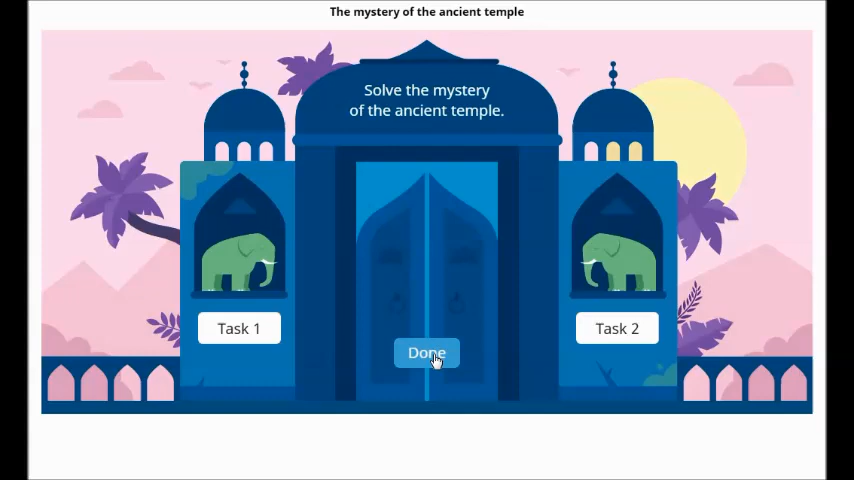 The mystery of the ancient temple
Solve the mystery
of the ancient temple.
Task 1
Task 2
Done